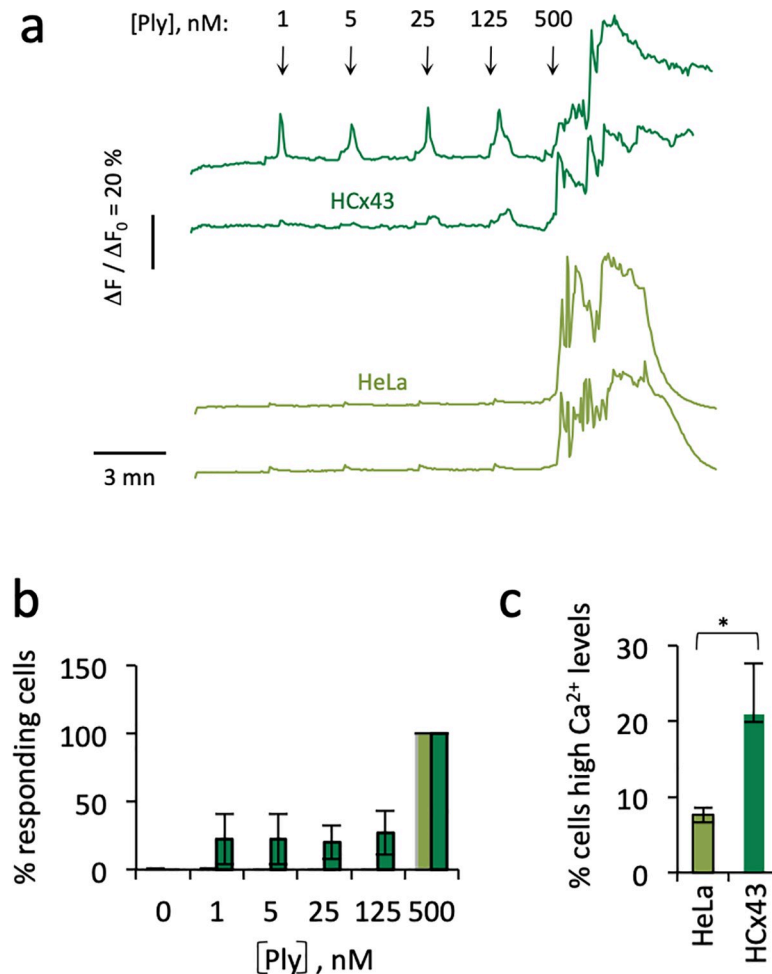 a
[Ply], nM: 1 5 25 125 500
HCx43
ΔF / ΔF₀ = 20 %
HeLa
3 mn
b
% responding cells
150
100
50
0
0 1 5 25 125 500
[Ply] , nM
c
% cells high Ca²⁺ levels
*
30
20
10
0
HeLa
HCx43